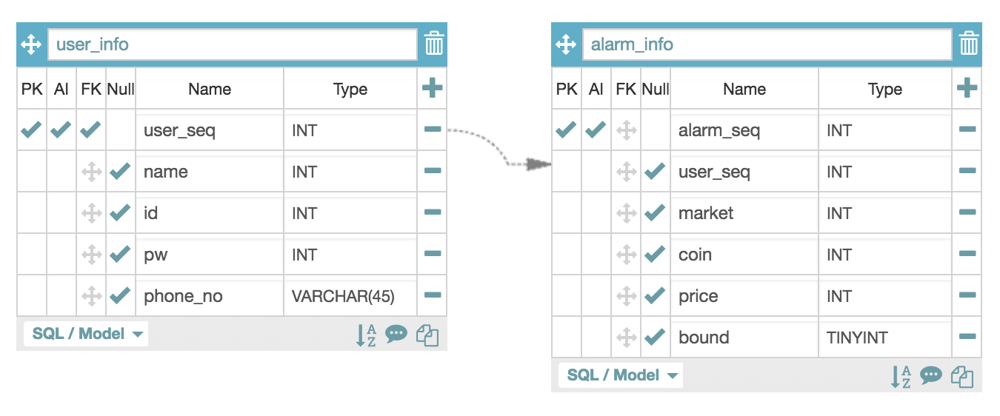 user_info
PK AI FK Null Name Type
user_seq INT
name INT
id INT
pw INT
phone_no VARCHAR(45)
SQL / Model
A
Z
alarm_info
PK AI FK Null Name Type
alarm_seq INT
user_seq INT
market INT
coin INT
price INT
bound TINYINT
SQL / Model
A
Z